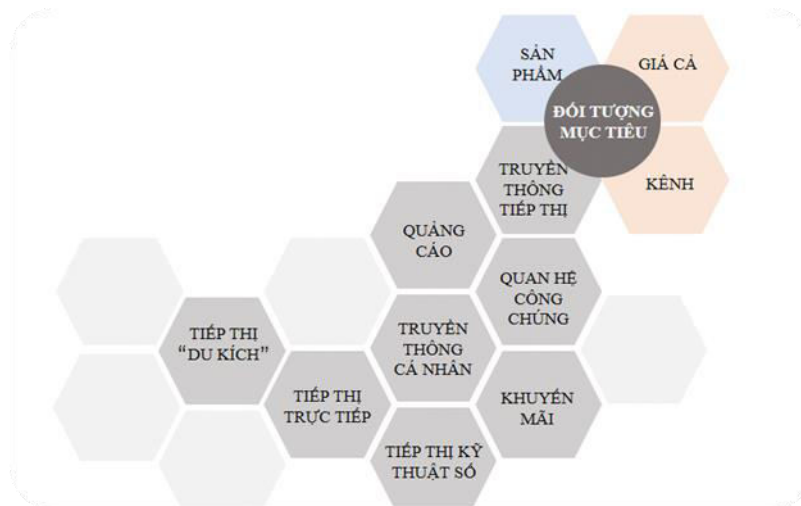 SẢN
PHẨM
GIÁ CẢ
ĐỐI TƯỢNG
MỤC TIÊU
TRUYỀN
THÔNG
TIẾP THỊ
KÊNH
QUẢNG
CÁO
QUAN HỆ
CÔNG
CHÚNG
TIẾP THỊ
“DU KÍCH”
TRUYỀN
THÔNG
CÁ NHÂN
TIẾP THỊ
TRỰC TIẾP
KHUYẾN
MÃI
TIẾP THỊ KỸ
THUẬT SỐ